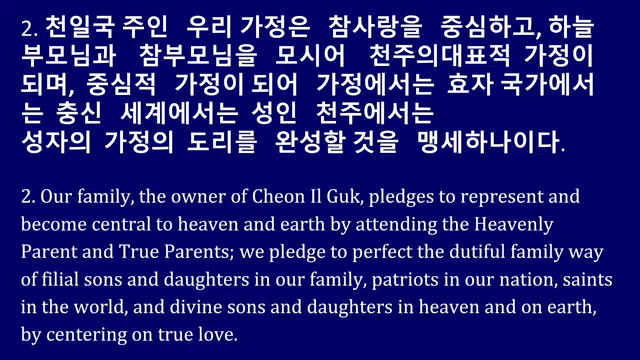 2. 천일국 주인 우리 가정은 참사랑을 중심하고, 하늘
부모님과 참부모님을 모시어 천주의대표적 가정이
되며, 중심적 가정이 되어 가정에서는 효자 국가에서
는 충신 세계에서는 성인 천주에서는
성자의 가정의 도리를 완성할 것을 맹세하나이다.
2. Our family, the owner of Cheon Il Guk, pledges to represent and
become central to heaven and earth by attending the Heavenly
Parent and True Parents; we pledge to perfect the dutiful family way
of filial sons and daughters in our family, patriots in our nation, saints
in the world, and divine sons and daughters in heaven and on earth,
by centering on true love.